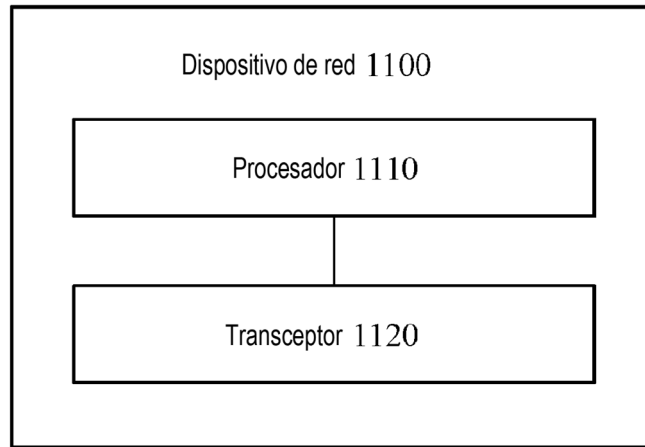 Dispositivo de red 1100
Procesador 1110
Transceptor 1120